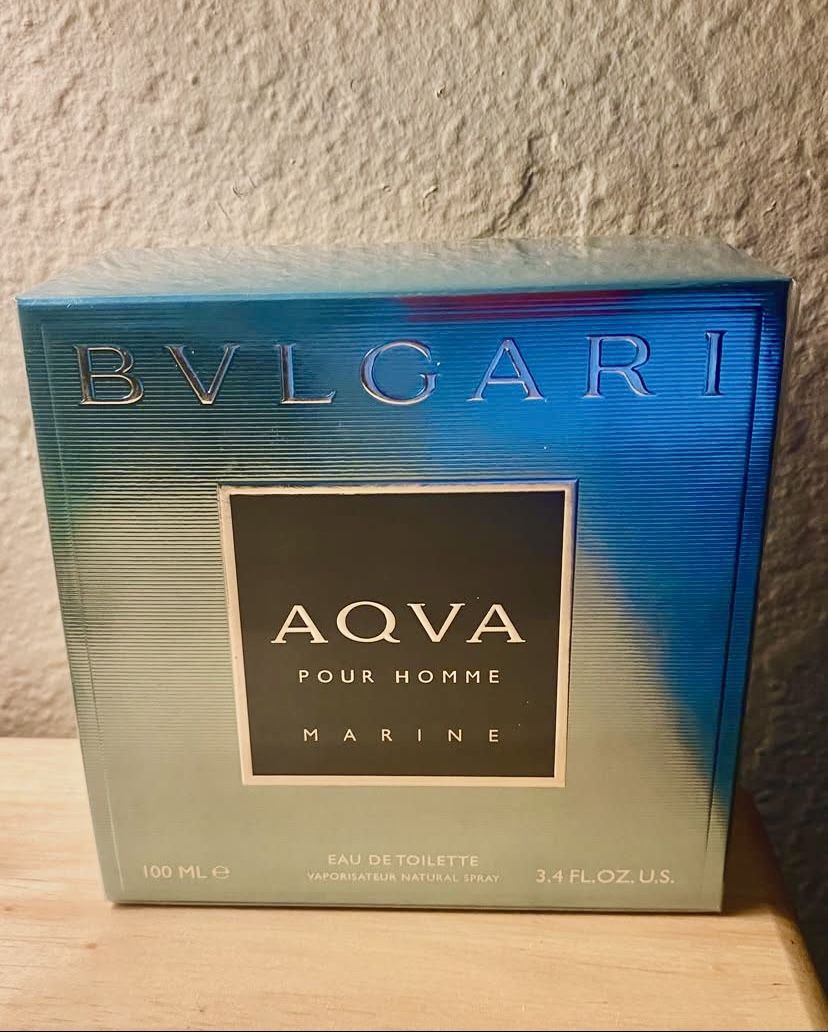 BVLGARI
AQVA
POUR HOMME
MARINE
EAU DE TOILETTE
100 ML ℮ VAPORISATEUR NATURAL SPRAY 3.4 FL.OZ. U.S.